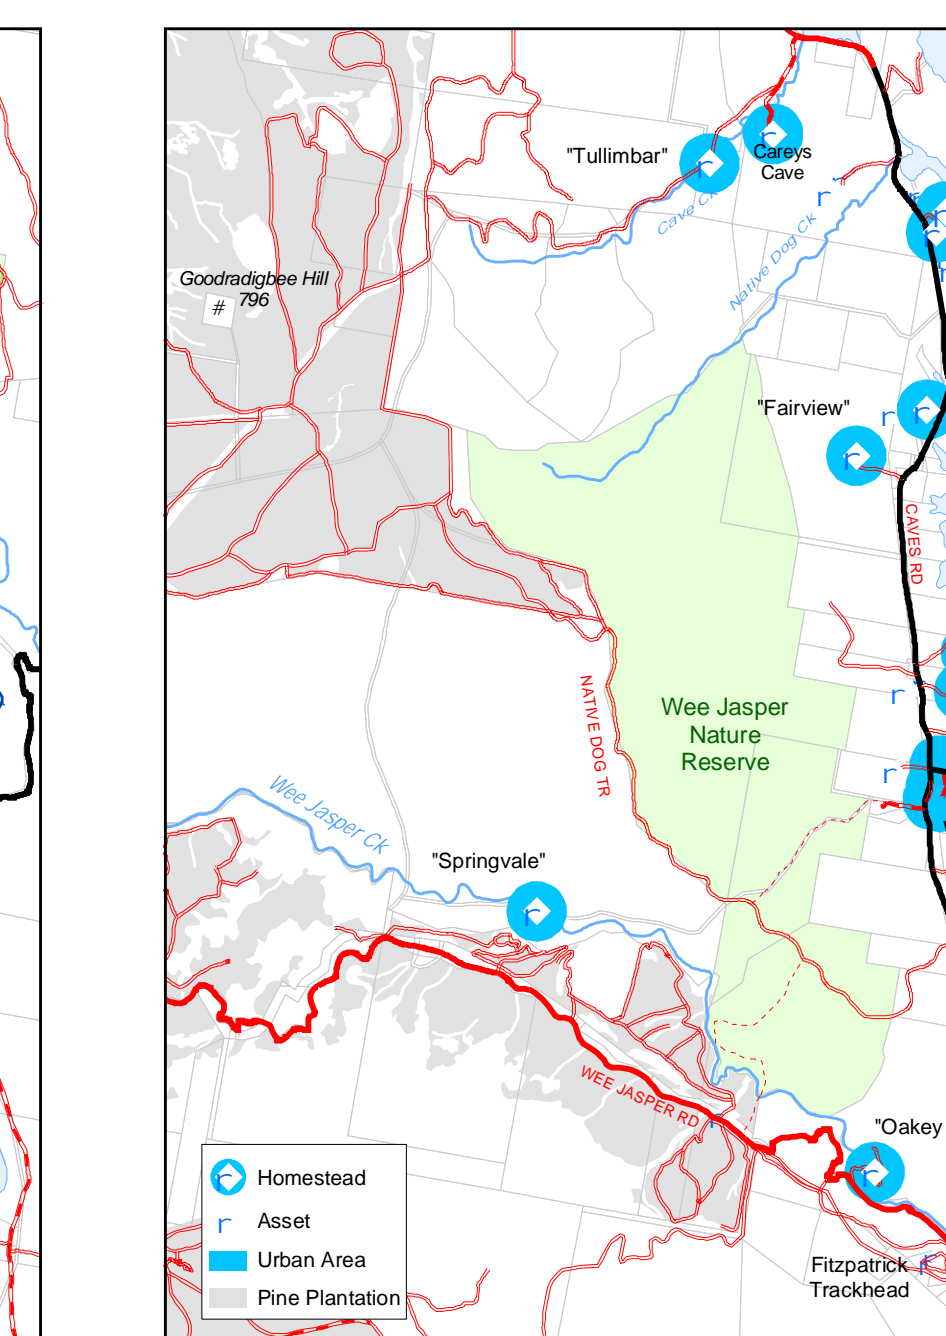 "Tullimbar"
Careys
Cave
Cave Ck
Native Dog Ck
Goodradigbee Hill
796
#
"Fairview"
CAVES RD
NATIVE DOG TR
Wee Jasper
Nature
Reserve
Wee Jasper Ck
"Springvale"
WEE JASPER RD
"Oakey
r Homestead
r Asset
Urban Area
Pine Plantation
Fitzpatrick
Trackhead